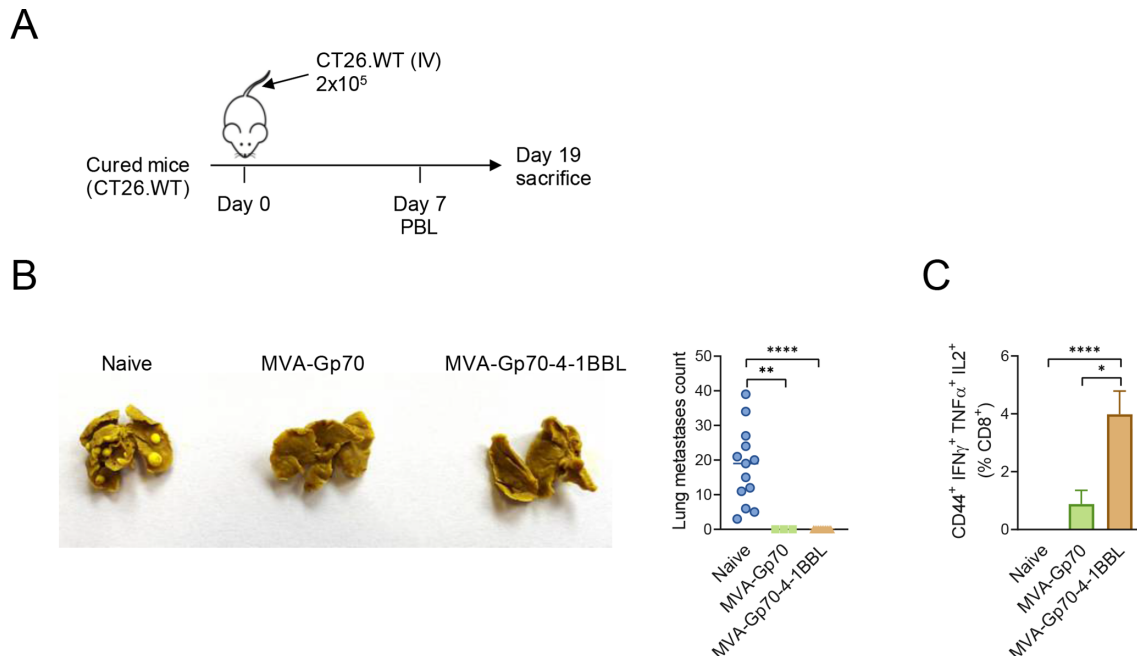 A
CT26.WT (IV)
2x10⁵
Cured mice
(CT26.WT)
Day 0
Day 7
PBL
Day 19
sacrifice
B
Naive
MVA-Gp70
MVA-Gp70-4-1BBL
Lung metastases count
50
40
30
20
10
0
****
**
Naive
MVA-Gp70
MVA-Gp70-4-1BBL
C
CD44⁺ IFNγ⁺ TNFα⁺ IL2⁺
(% CD8⁺)
6
4
2
0
****
*
Naive
MVA-Gp70
MVA-Gp70-4-1BBL